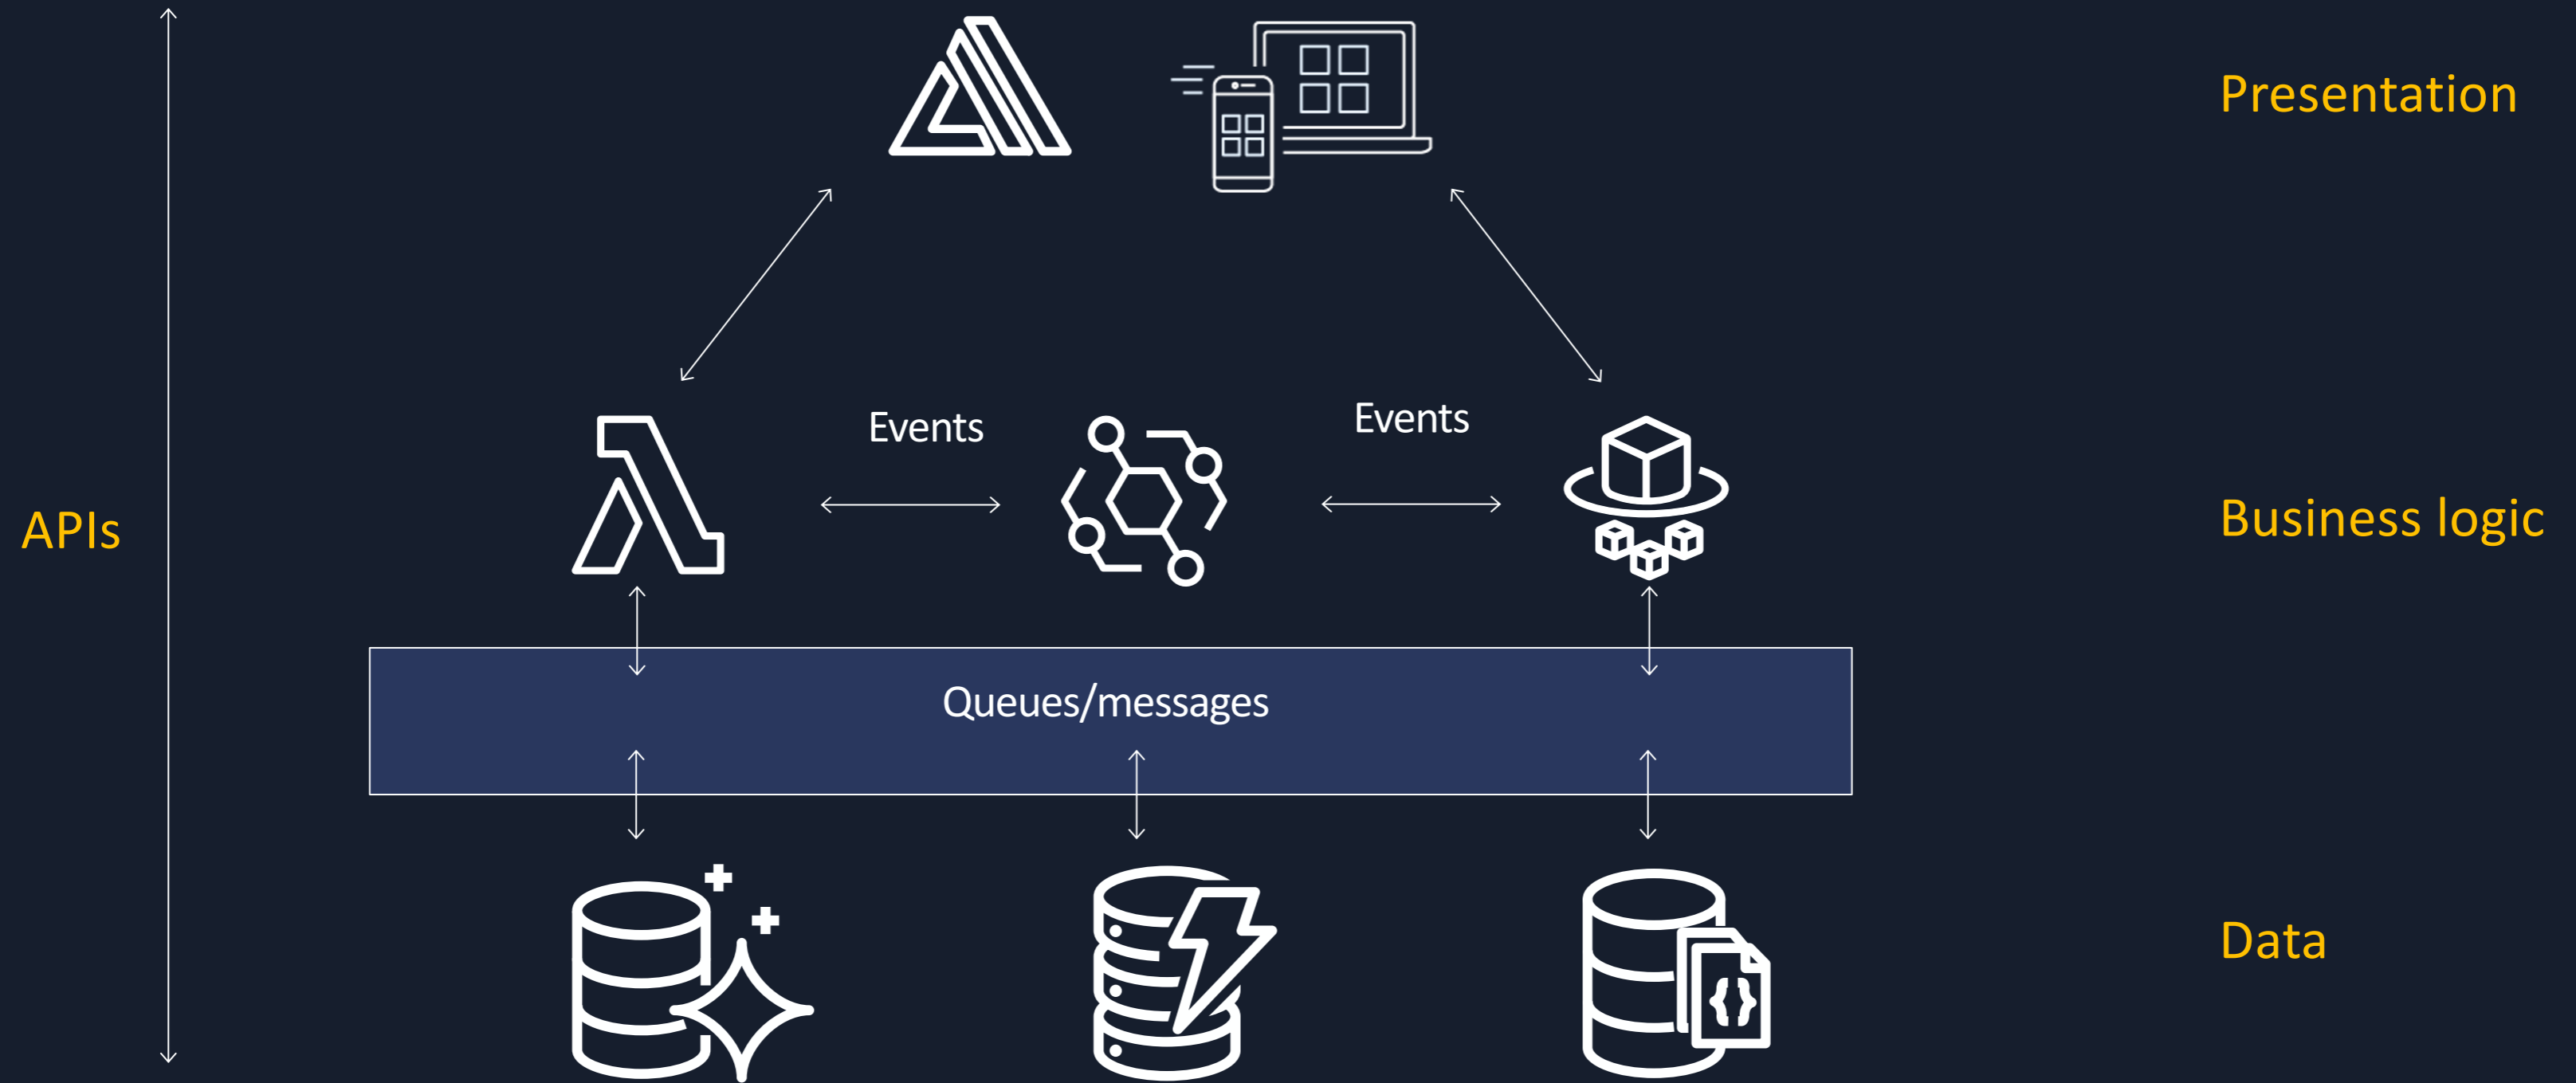 Presentation
Events
Events
APIs
Business logic
Queues/messages
Data
{}